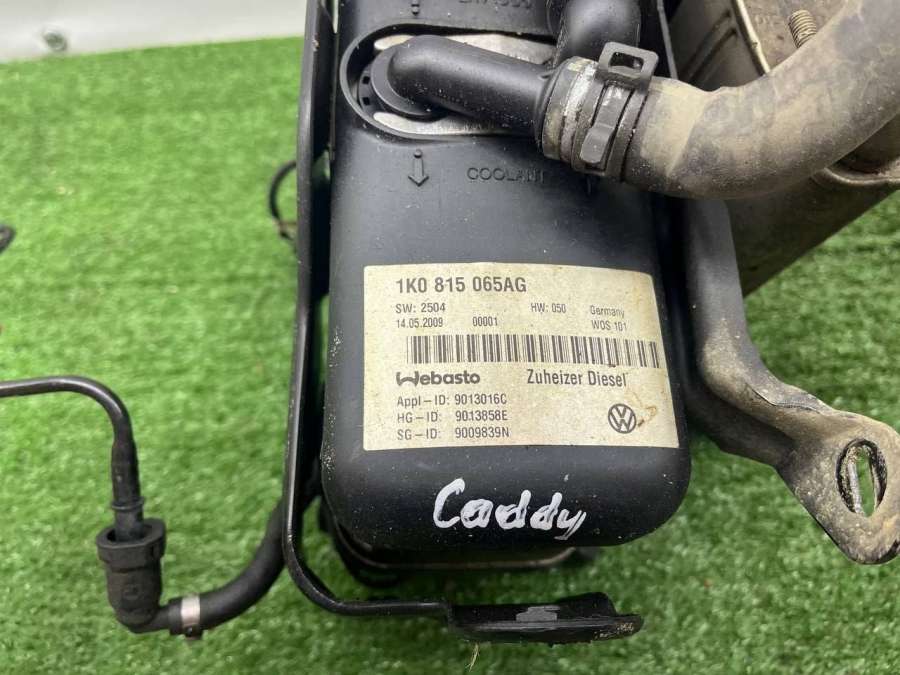 COOLANT
1K0 815 065AG
SW: 2504 HW: 050 Germany
14.05.2009 00001 WOS 101
Webasto Zuheizer Diesel
Appl-ID: 9013016C
HG-ID: 9013858E
SG-ID: 9009839N
VW
Caddy